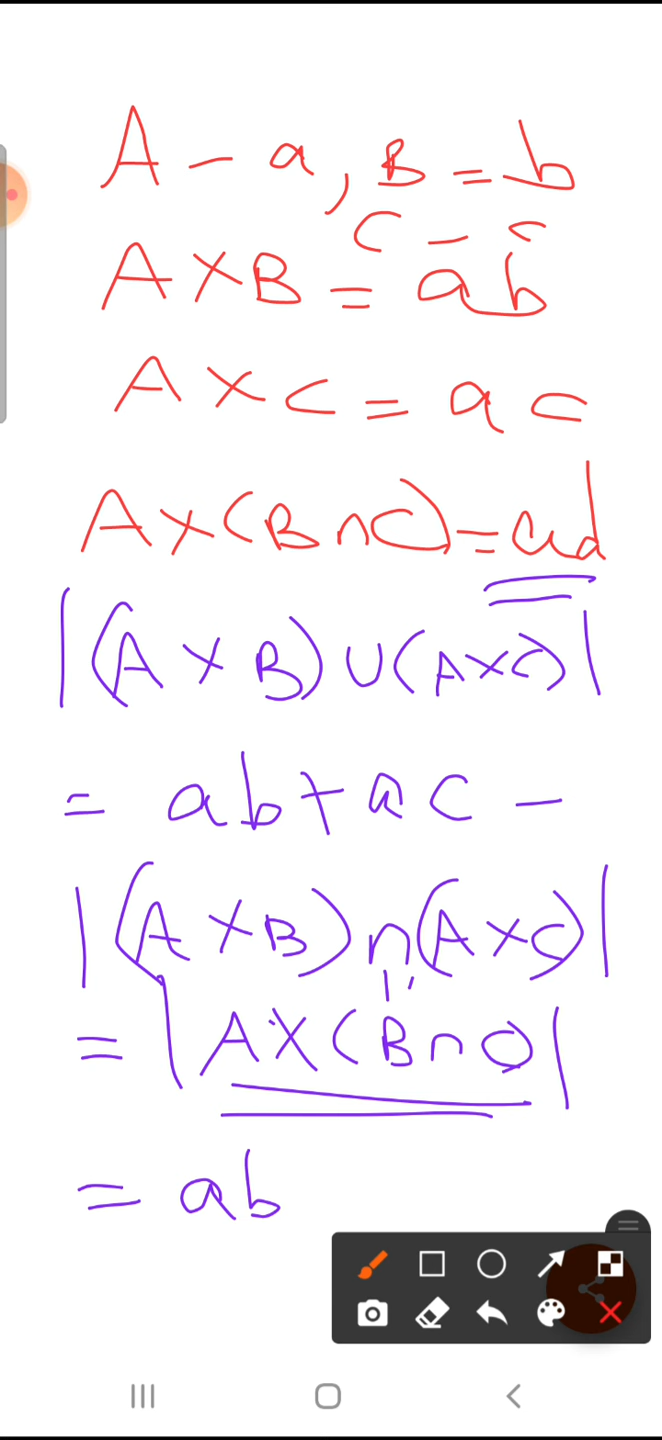 A – a, B = b
C – c
A × B = ab
A × C = ac
A × (B ∩ C) = ad
|(A × B) ∪ (A × C)|
= ab + ac –
|(A × B) ∩ (A × C)|
= |A × (B ∩ C)|
= ab